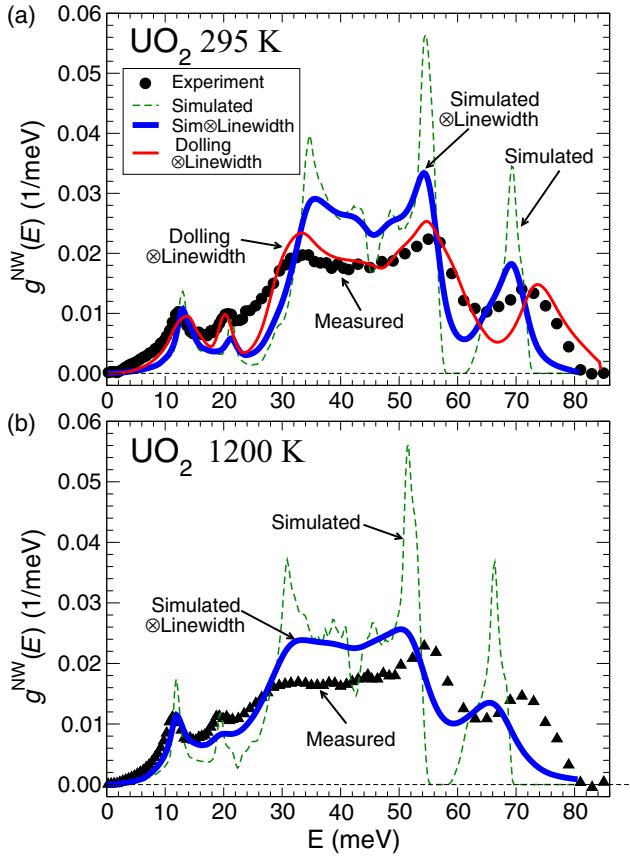 (a)
UO₂ 295 K
Experiment
Simulated
Sim⊗Linewidth
Dolling
⊗Linewidth
Simulated
⊗Linewidth
Simulated
Dolling
⊗Linewidth
Measured
g^NW(E) (1/meV)
0.06
0.05
0.04
0.03
0.02
0.01
0.00
0 10 20 30 40 50 60 70 80
(b)
UO₂ 1200 K
Simulated
Simulated
⊗Linewidth
Measured
g^NW(E) (1/meV)
0.06
0.05
0.04
0.03
0.02
0.01
0.00
0 10 20 30 40 50 60 70 80
E (meV)